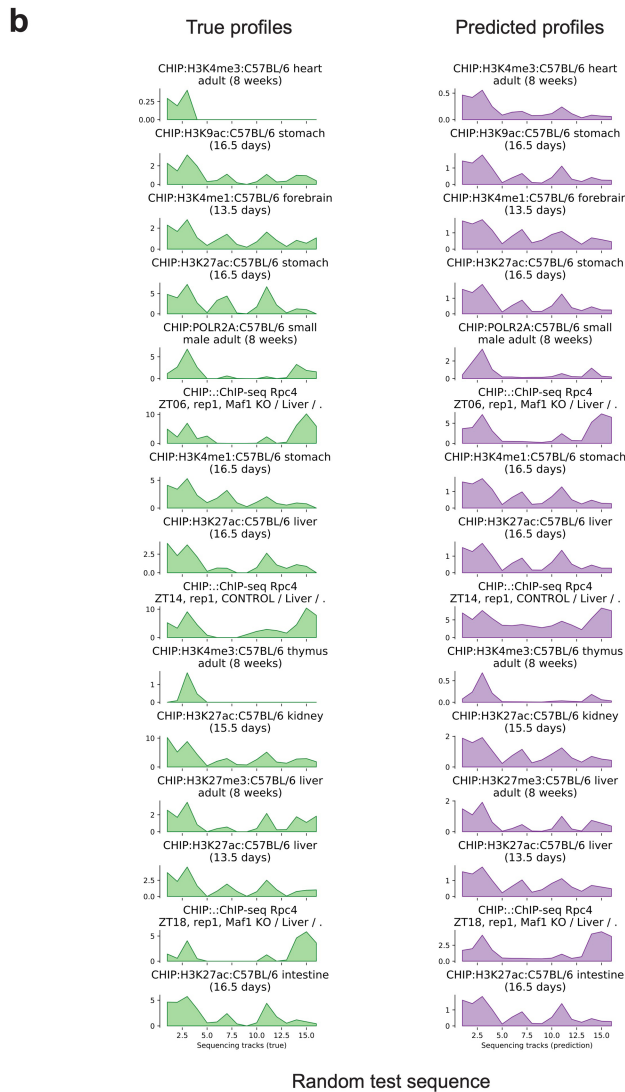 b
True profiles
Predicted profiles
CHIP:H3K4me3:C57BL/6 heart
adult (8 weeks)
0.25
0.00
CHIP:H3K4me3:C57BL/6 heart
adult (8 weeks)
0.5
0.0
CHIP:H3K9ac:C57BL/6 stomach
(16.5 days)
2
0
CHIP:H3K9ac:C57BL/6 stomach
(16.5 days)
1
0
CHIP:H3K4me1:C57BL/6 forebrain
(13.5 days)
2
0
CHIP:H3K4me1:C57BL/6 forebrain
(13.5 days)
1
0
CHIP:H3K27ac:C57BL/6 stomach
(16.5 days)
5
0
CHIP:H3K27ac:C57BL/6 stomach
(16.5 days)
1
0
CHIP:POLR2A:C57BL/6 small
male adult (8 weeks)
5
0
CHIP:POLR2A:C57BL/6 small
male adult (8 weeks)
2
0
CHIP:.:ChIP-seq Rpc4
ZT06, rep1, Maf1 KO / Liver / .
10
0
CHIP:.:ChIP-seq Rpc4
ZT06, rep1, Maf1 KO / Liver / .
5
0
CHIP:H3K4me1:C57BL/6 stomach
(16.5 days)
5
0
CHIP:H3K4me1:C57BL/6 stomach
(16.5 days)
1
0
CHIP:H3K27ac:C57BL/6 liver
(16.5 days)
2.5
0.0
CHIP:H3K27ac:C57BL/6 liver
(16.5 days)
1
0
CHIP:.:ChIP-seq Rpc4
ZT14, rep1, CONTROL / Liver / .
10
0
CHIP:.:ChIP-seq Rpc4
ZT14, rep1, CONTROL / Liver / .
5
0
CHIP:H3K4me3:C57BL/6 thymus
adult (8 weeks)
1
0
CHIP:H3K4me3:C57BL/6 thymus
adult (8 weeks)
0.5
0.0
CHIP:H3K27ac:C57BL/6 kidney
(15.5 days)
10
0
CHIP:H3K27ac:C57BL/6 kidney
(15.5 days)
2
0
CHIP:H3K27me3:C57BL/6 liver
adult (8 weeks)
2
0
CHIP:H3K27me3:C57BL/6 liver
adult (8 weeks)
2
0
CHIP:H3K27ac:C57BL/6 liver
(13.5 days)
2.5
0.0
CHIP:H3K27ac:C57BL/6 liver
(13.5 days)
1
0
CHIP:.:ChIP-seq Rpc4
ZT18, rep1, Maf1 KO / Liver / .
5
0
CHIP:.:ChIP-seq Rpc4
ZT18, rep1, Maf1 KO / Liver / .
2.5
0.0
CHIP:H3K27ac:C57BL/6 intestine
(16.5 days)
5
0
2.5 5.0 7.5 10.0 12.5 15.0
Sequencing tracks (true)
CHIP:H3K27ac:C57BL/6 intestine
(16.5 days)
1
0
2.5 5.0 7.5 10.0 12.5 15.0
Sequencing tracks (prediction)
Random test sequence